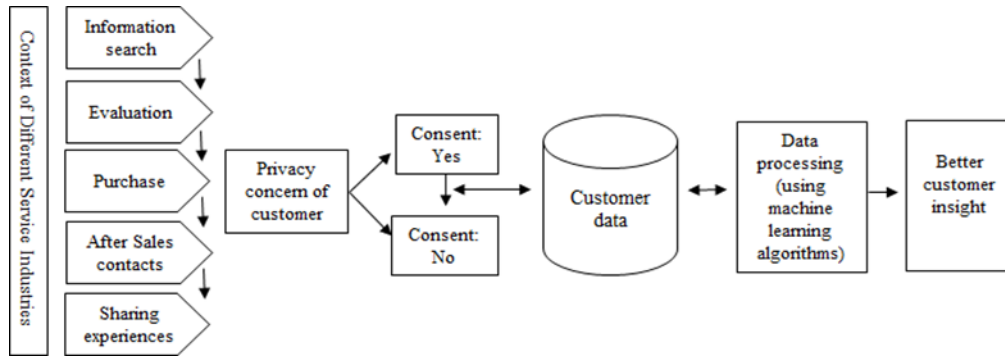 Context of Different Service Industries
Information
search
Evaluation
Purchase
After Sales
contacts
Sharing
experiences
Privacy
concern of
customer
Consent:
Yes
Consent:
No
Customer
data
Data
processing
(using
machine
learning
algorithms)
Better
customer
insight